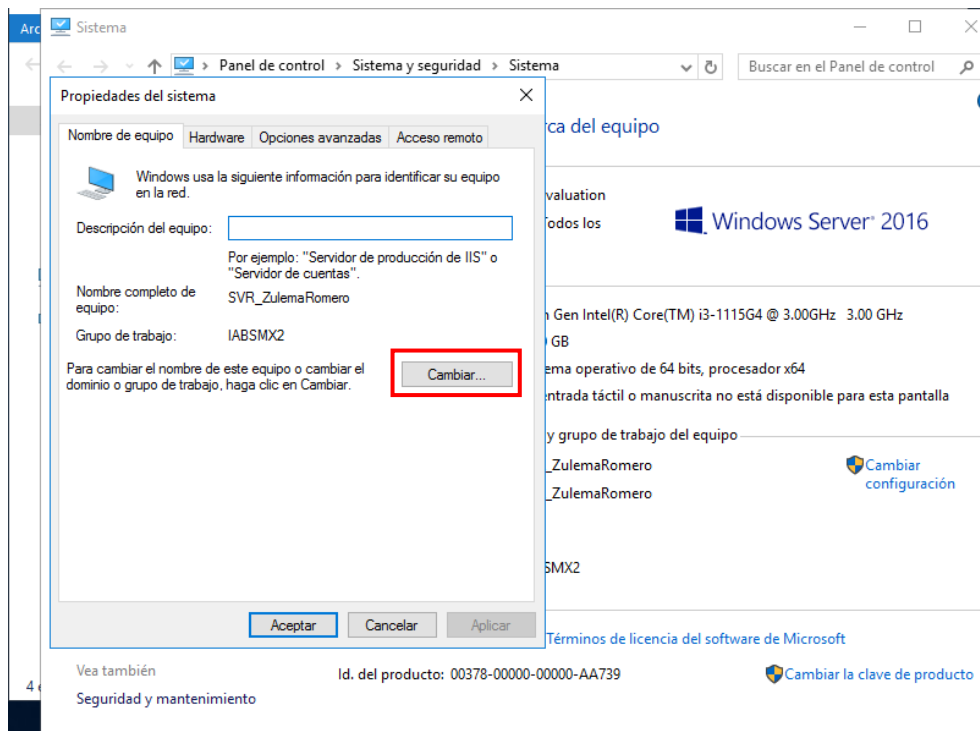 Arc
Sistema
Panel de control > Sistema y seguridad > Sistema
Buscar en el Panel de control
Propiedades del sistema
Nombre de equipo
Hardware
Opciones avanzadas
Acceso remoto
Windows usa la siguiente información para identificar su equipo
en la red.
Descripción del equipo:
Por ejemplo: "Servidor de producción de IIS" o
"Servidor de cuentas".
Nombre completo de
equipo:
SVR_ZulemaRomero
Grupo de trabajo:
IABSMX2
Para cambiar el nombre de este equipo o cambiar el
dominio o grupo de trabajo, haga clic en Cambiar.
Cambiar...
Aceptar
Cancelar
Aplicar
rca del equipo
valuation
Todos los
Windows Server® 2016
Gen Intel(R) Core(TM) i3-1115G4 @ 3.00GHz 3.00 GHz
GB
ema operativo de 64 bits, procesador x64
entrada táctil o manuscrita no está disponible para esta pantalla
y grupo de trabajo del equipo
_ZulemaRomero
Cambiar
configuración
_ZulemaRomero
SMX2
Términos de licencia del software de Microsoft
Vea también
Id. del producto: 00378-00000-00000-AA739
Cambiar la clave de producto
4 e
Seguridad y mantenimiento